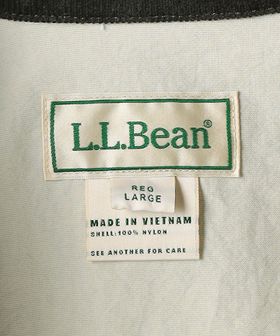 L.L.Bean®
REG
LARGE
MADE IN VIETNAM
SHELL: 100% NYLON
SEE ANOTHER FOR CARE